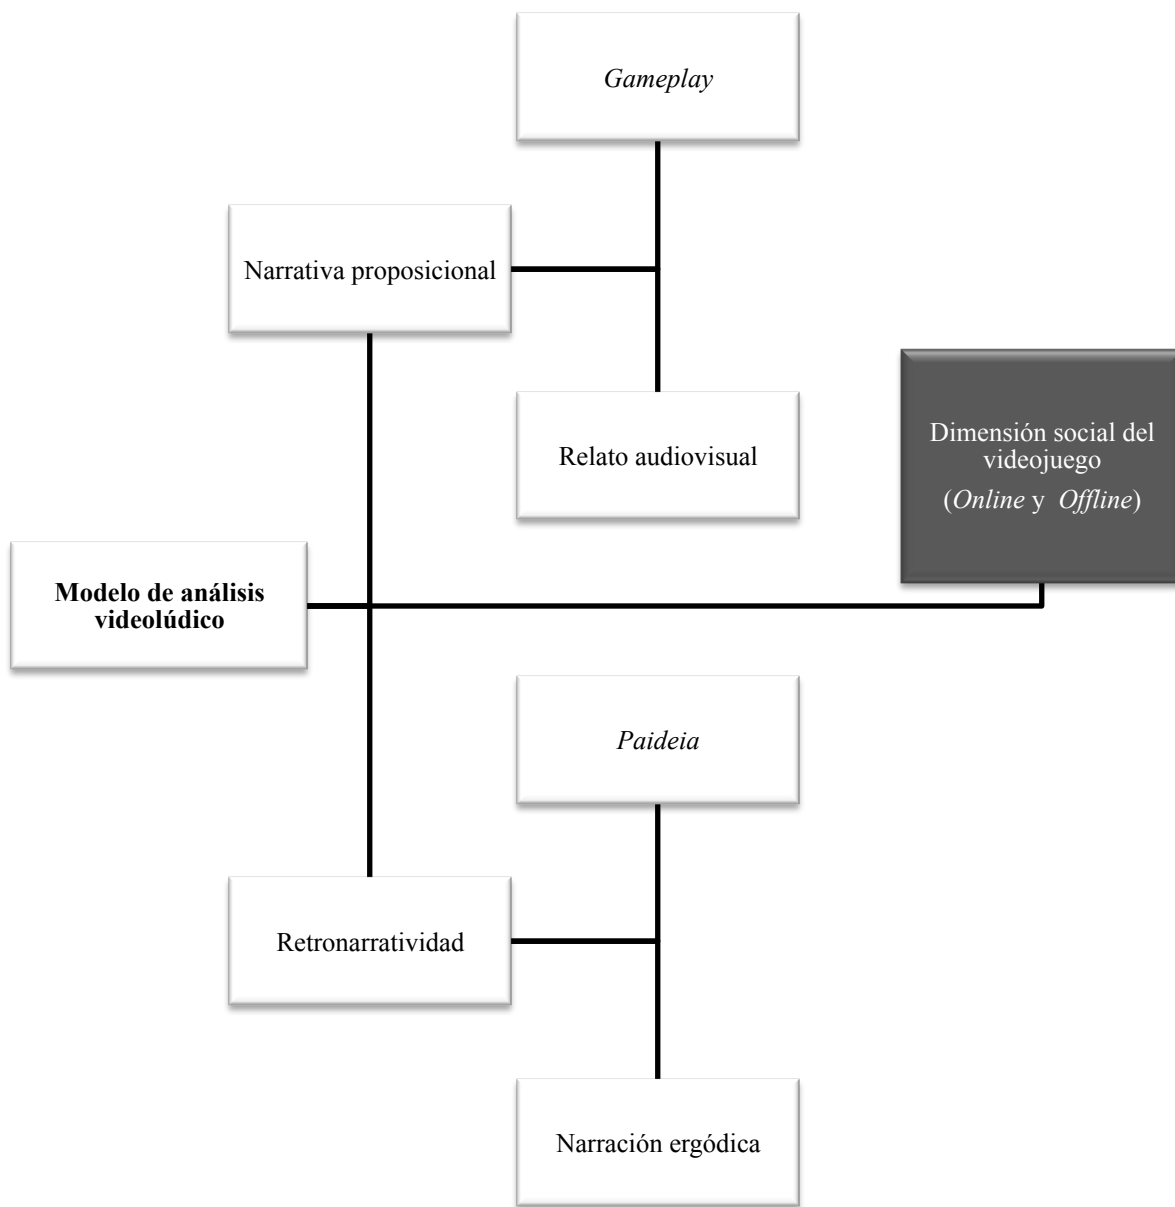 Gameplay
Narrativa proposicional
Relato audiovisual
Dimensión social del
videojuego
(Online y Offline)
Modelo de análisis
videolúdico
Paideia
Retronarratividad
Narración ergódica